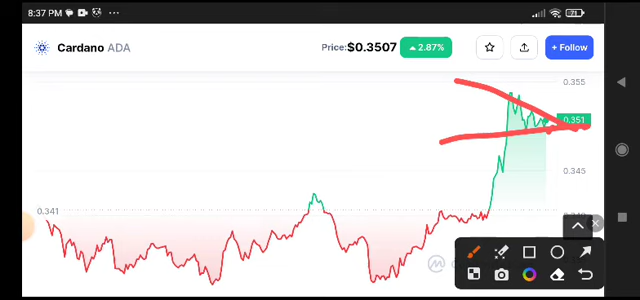 8:37 PM ...
71
Cardano ADA
Price: $0.3507 2.87%
+ Follow
0.355
0.351
0.345
0.341